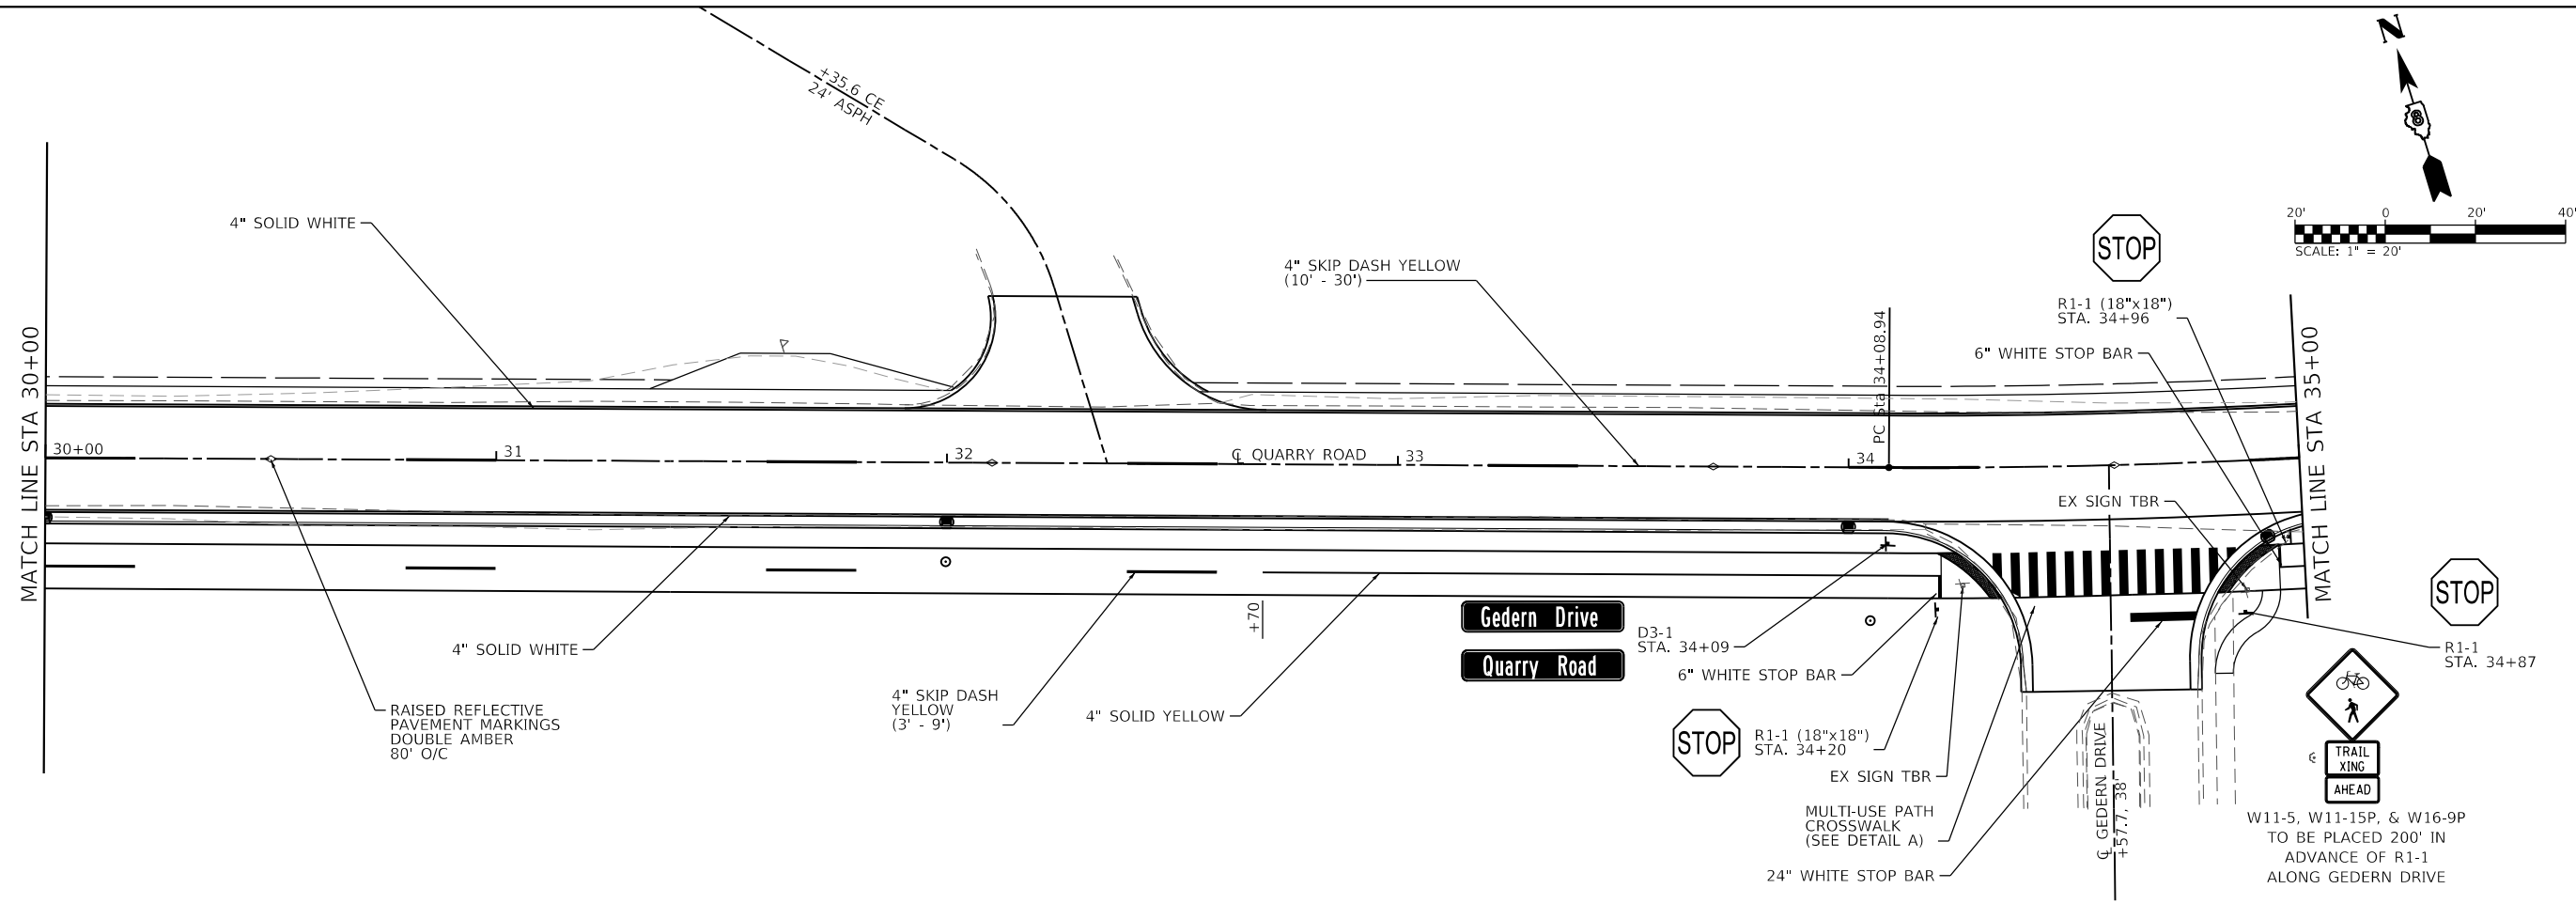 N
+35.6 CE
24' ASPH
20' 0 20' 40'
SCALE: 1" = 20'
4" SOLID WHITE
4" SKIP DASH YELLOW
(10' - 30')
STOP
R1-1 (18"x18")
STA. 34+96
6" WHITE STOP BAR
MATCH LINE STA 30+00
MATCH LINE STA 35+00
PC Sta 34+08.94
30+00
31
32
℄ QUARRY ROAD
33
34
EX SIGN TBR
4" SOLID WHITE
RAISED REFLECTIVE
PAVEMENT MARKINGS
DOUBLE AMBER
80' O/C
4" SKIP DASH
YELLOW
(3' - 9')
4" SOLID YELLOW
+70
Gedern Drive
Quarry Road
D3-1
STA. 34+09
6" WHITE STOP BAR
STOP
R1-1 (18"x18")
STA. 34+20
EX SIGN TBR
MULTI-USE PATH
CROSSWALK
(SEE DETAIL A)
24" WHITE STOP BAR
℄ GEDERN DRIVE
+57.7, 38'
STOP
R1-1
STA. 34+87
TRAIL
XING
AHEAD
W11-5, W11-15P, & W16-9P
TO BE PLACED 200' IN
ADVANCE OF R1-1
ALONG GEDERN DRIVE